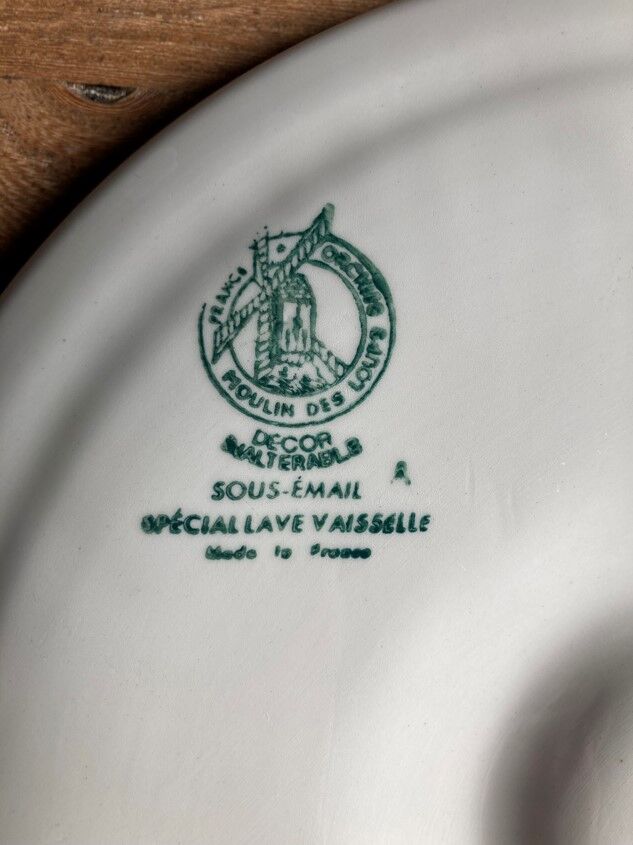 FRANCE
ORCHIES
MOULIN DES LOUPS
DECOR
INALTERABLE
A
SOUS-ÉMAIL
SPÉCIAL LAVE VAISSELLE
Made in France